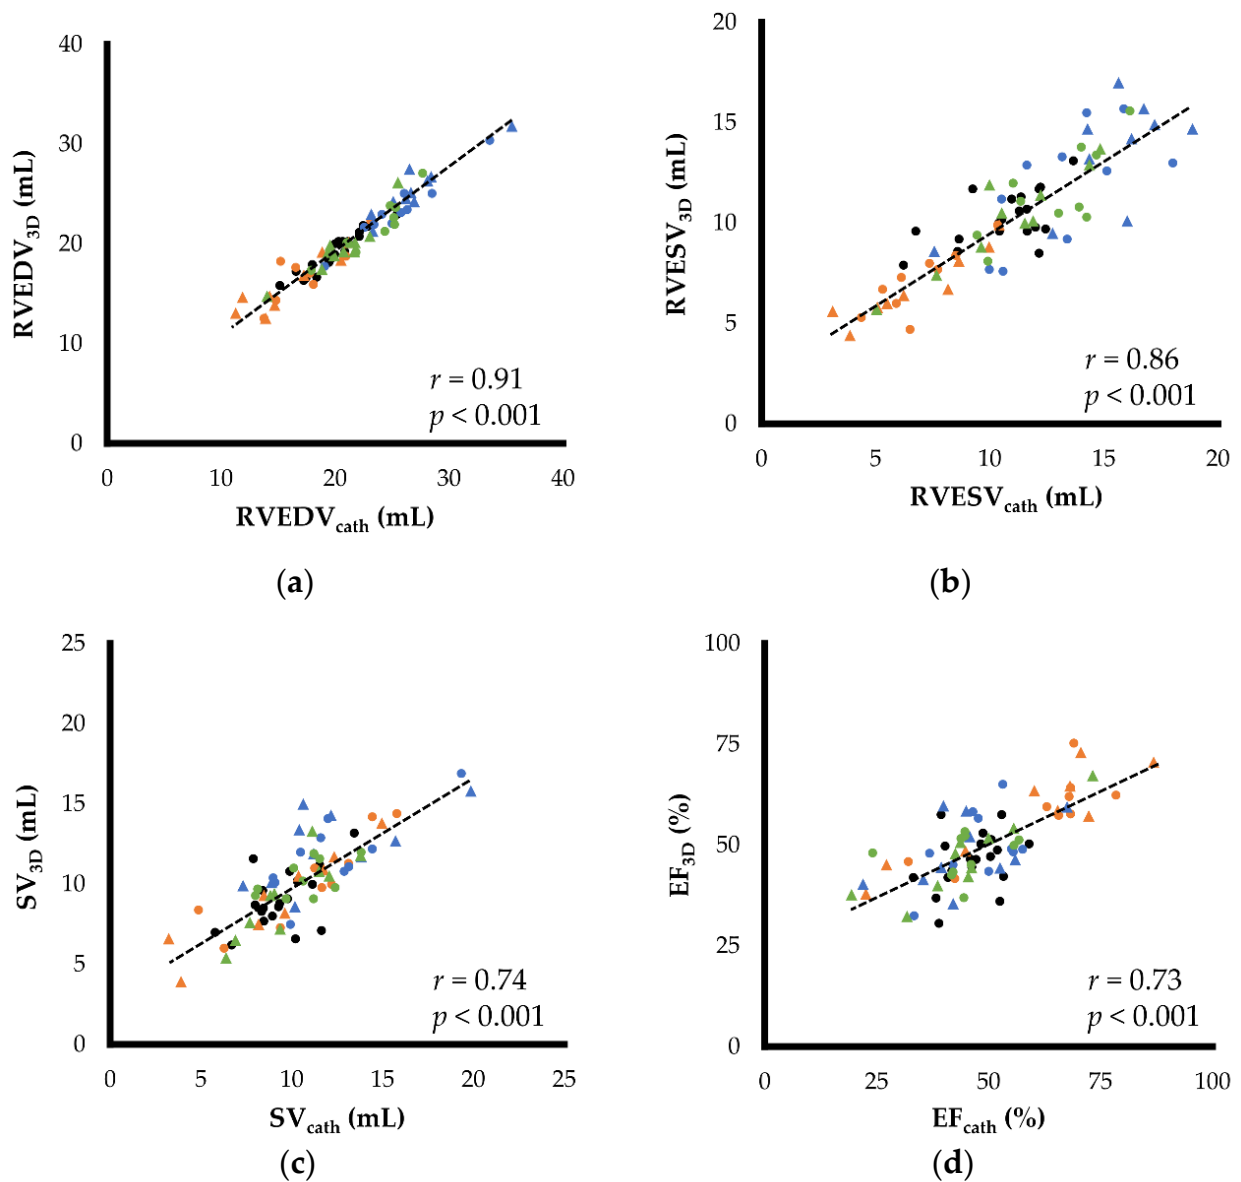 40
30
20
10
0
RVEDV3D (mL)
r = 0.91
p < 0.001
0 10 20 30 40
RVEDVcath (mL)
(a)
20
15
10
5
0
RVESV3D (mL)
r = 0.86
p < 0.001
0 5 10 15 20
RVESVcath (mL)
(b)
25
20
15
10
5
0
SV3D (mL)
r = 0.74
p < 0.001
0 5 10 15 20 25
SVcath (mL)
(c)
100
75
50
25
0
EF3D (%)
r = 0.73
p < 0.001
0 25 50 75 100
EFcath (%)
(d)